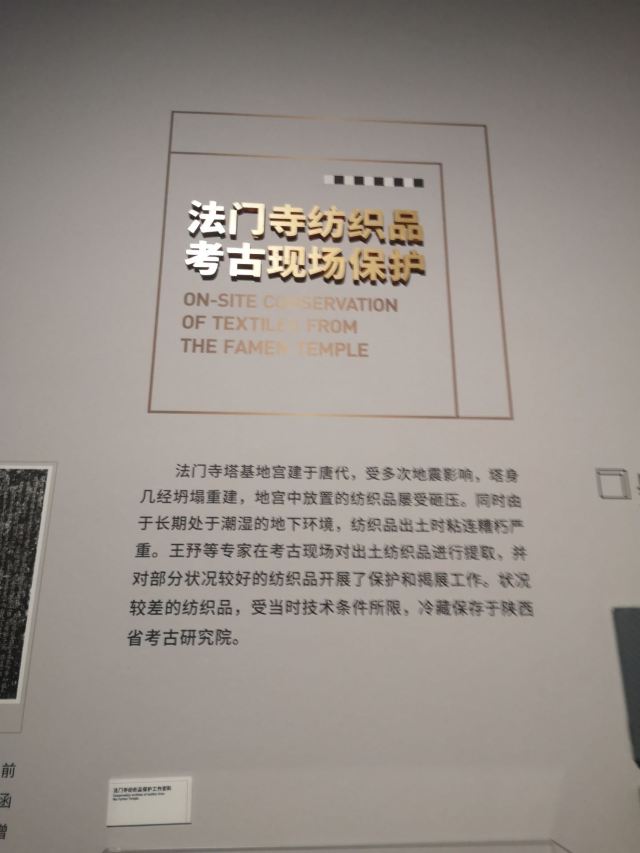 法门寺纺织品
考古现场保护
ON-SITE CONSERVATION
OF TEXTILES FROM
THE FAMEN TEMPLE
法门寺塔基地宫建于唐代，受多次地震影响，塔身
几经坍塌重建，地宫中放置的纺织品屡受砸压。同时由
于长期处于潮湿的地下环境，纺织品出土时粘连糟朽严
重。王㐨等专家在考古现场对出土纺织品进行提取，并
对部分状况较好的纺织品开展了保护和揭展工作。状况
较差的纺织品，受当时技术条件所限，冷藏保存于陕西
省考古研究院。
前
函
法门寺纺织品保护工作资料